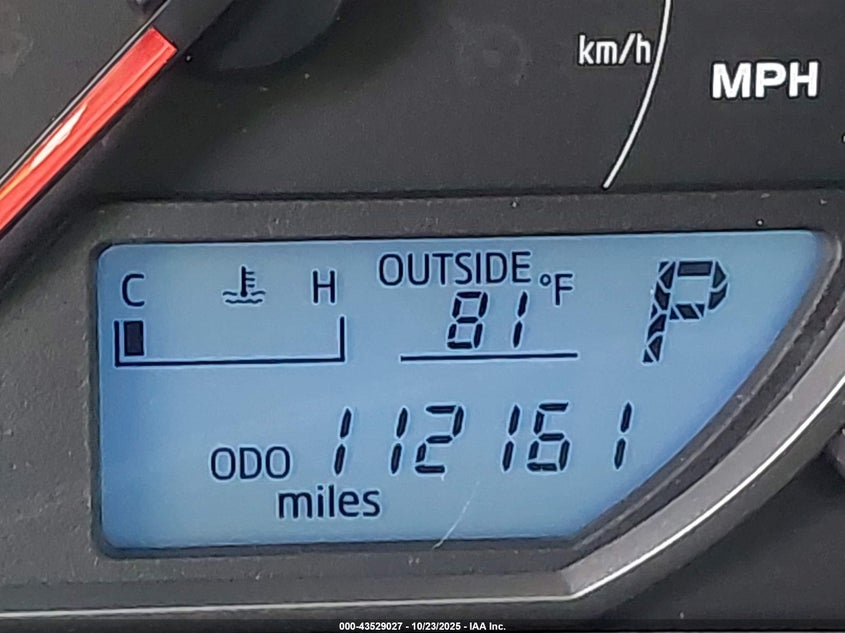 km/h
MPH
C H OUTSIDE °F
81
P
ODO 112161
miles
000-43529027 - 10/23/2025 - IAA Inc.